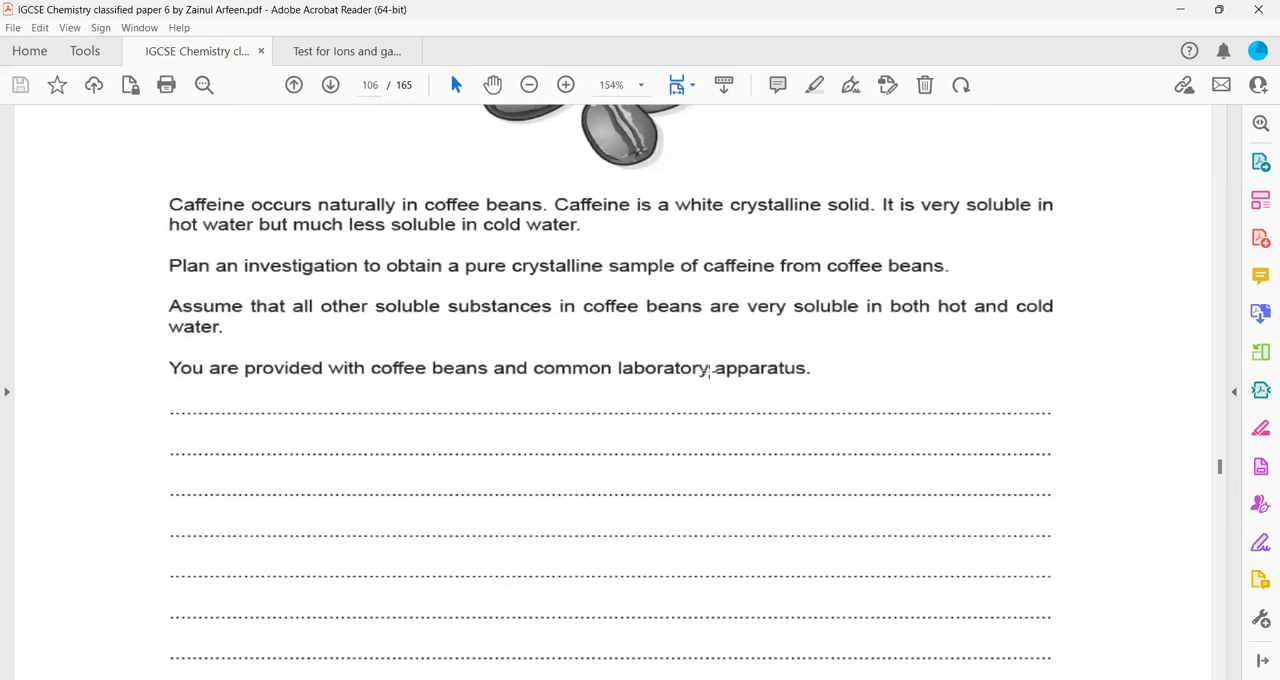 IGCSE Chemistry classified paper 6 by Zainul Arfeen.pdf - Adobe Acrobat Reader (64-bit)
File Edit View Sign Window Help
Home Tools IGCSE Chemistry cl... × Test for Ions and ga...
106 / 165 154%
Caffeine occurs naturally in coffee beans. Caffeine is a white crystalline solid. It is very soluble in
hot water but much less soluble in cold water.
Plan an investigation to obtain a pure crystalline sample of caffeine from coffee beans.
Assume that all other soluble substances in coffee beans are very soluble in both hot and cold
water.
You are provided with coffee beans and common laboratory apparatus.